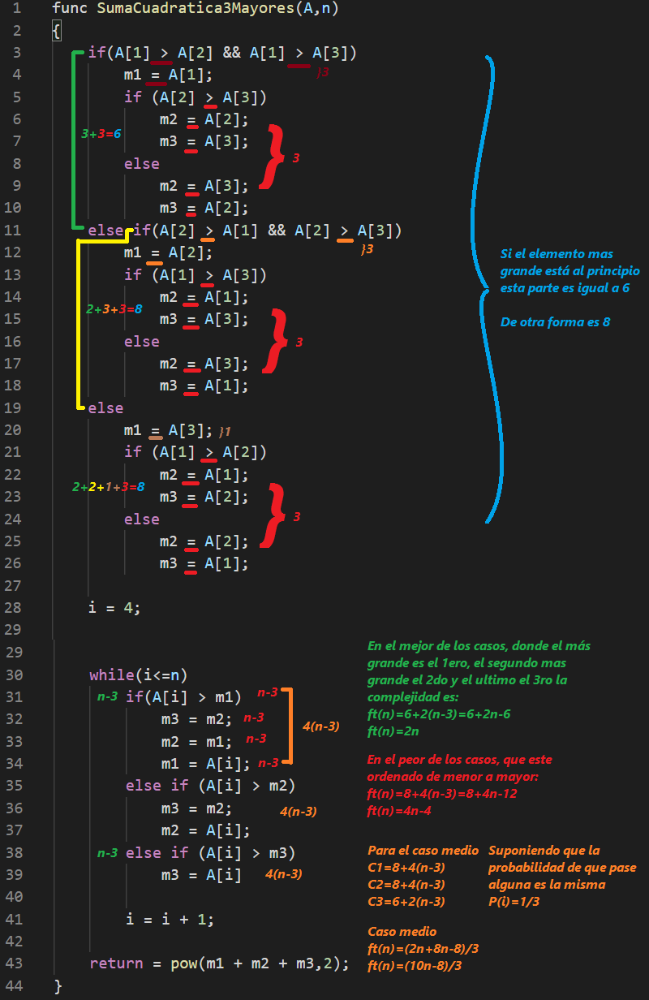 1 func SumaCuadratica3Mayores(A,n)
2 {
3 if(A[1] > A[2] && A[1] > A[3])
4 m1 = A[1]; }3
5 if (A[2] > A[3])
6 m2 = A[2];
3+3=6
7 m3 = A[3];
} 3
8 else
9 m2 = A[3];
10 m3 = A[2];
11 else if(A[2] > A[1] && A[2] > A[3])
}3
12 m1 = A[2];
13 if (A[1] > A[3])
14 m2 = A[1];
2+3+3=8
15 m3 = A[3];
} 3
16 else
17 m2 = A[3];
18 m3 = A[1];
19 else
20 m1 = A[3]; }1
21 if (A[1] > A[2])
22 m2 = A[1];
2+2+1+3=8
23 m3 = A[2];
} 3
24 else
25 m2 = A[2];
26 m3 = A[1];
27
28 i = 4;
29
Si el elemento mas
grande está al principio
esta parte es igual a 6
De otra forma es 8
29
30 while(i<=n)
31 n-3 if(A[i] > m1) n-3
32 m3 = m2; n-3
4(n-3)
33 m2 = m1; n-3
34 m1 = A[i]; n-3
35 else if (A[i] > m2)
36 m3 = m2; 4(n-3)
37 m2 = A[i];
38 n-3 else if (A[i] > m3)
39 m3 = A[i] 4(n-3)
40
41 i = i + 1;
42
43 return = pow(m1 + m2 + m3,2);
44 }
En el mejor de los casos, donde el más
grande es el 1ero, el segundo mas
grande el 2do y el ultimo el 3ro la
complejidad es:
ft(n)=6+2(n-3)=6+2n-6
ft(n)=2n
En el peor de los casos, que este
ordenado de menor a mayor:
ft(n)=8+4(n-3)=8+4n-12
ft(n)=4n-4
Para el caso medio
C1=8+4(n-3)
C2=8+4(n-3)
C3=6+2(n-3)
Suponiendo que la
probabilidad de que pase
alguna es la misma
P(i)=1/3
Caso medio
ft(n)=(2n+8n-8)/3
ft(n)=(10n-8)/3